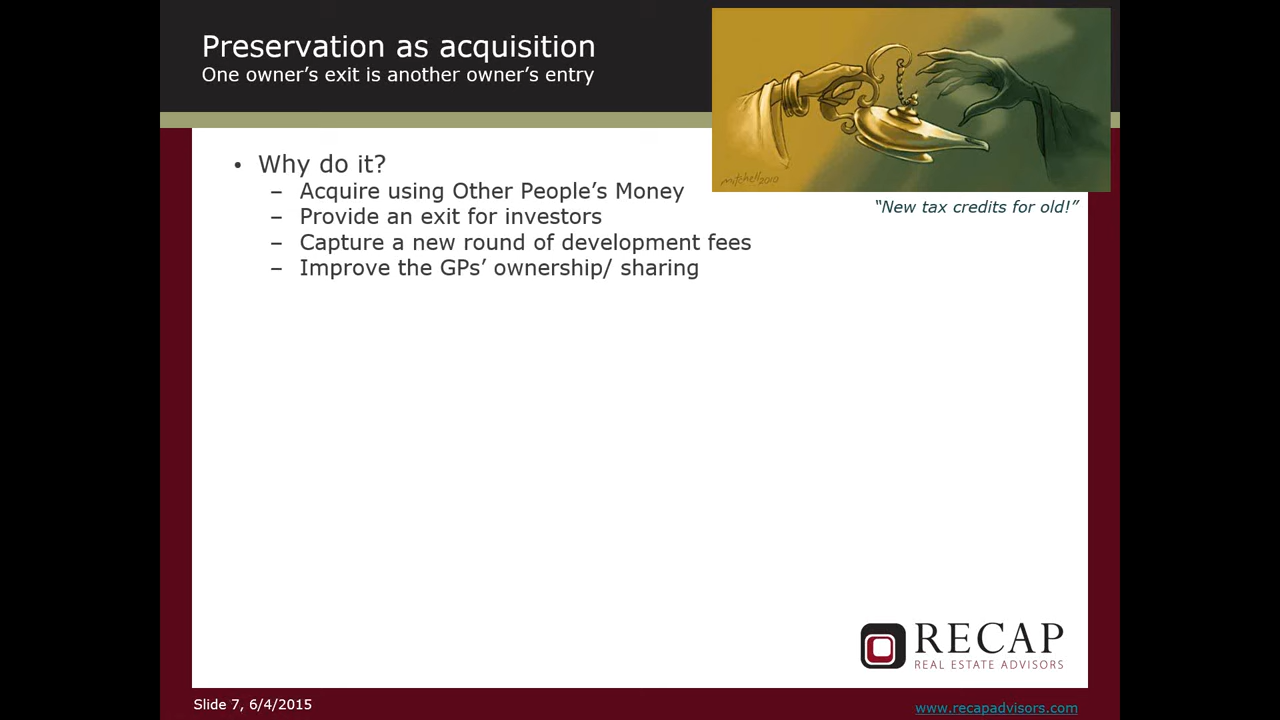 Preservation as acquisition
One owner’s exit is another owner’s entry
mitchell 2010
“New tax credits for old!”
• Why do it?
– Acquire using Other People’s Money
– Provide an exit for investors
– Capture a new round of development fees
– Improve the GPs’ ownership/ sharing
RECAP
REAL ESTATE ADVISORS
Slide 7, 6/4/2015
www.recapadvisors.com